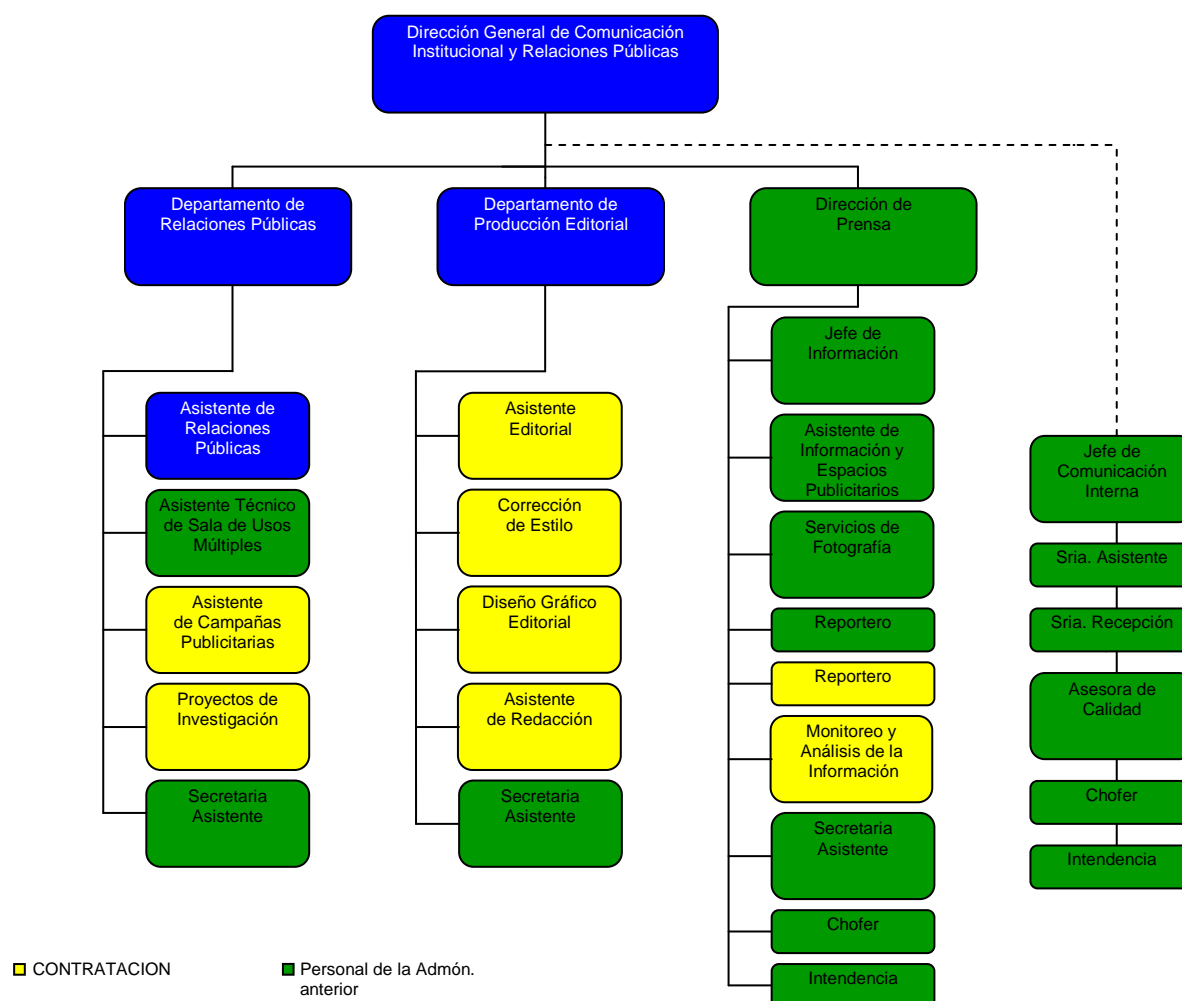 Dirección General de Comunicación
Institucional y Relaciones Públicas
Departamento de
Relaciones Públicas
Departamento de
Producción Editorial
Dirección de
Prensa
Asistente de
Relaciones
Públicas
Asistente Técnico
de Sala de Usos
Múltiples
Asistente
de Campañas
Publicitarias
Proyectos de
Investigación
Secretaria
Asistente
Asistente
Editorial
Corrección
de Estilo
Diseño Gráfico
Editorial
Asistente
de Redacción
Secretaria
Asistente
Jefe de
Información
Asistente de
Información y
Espacios
Publicitarios
Servicios de
Fotografía
Reportero
Reportero
Monitoreo y
Análisis de la
Información
Secretaria
Asistente
Chofer
Intendencia
Jefe de
Comunicación
Interna
Sria. Asistente
Sria. Recepción
Asesora de
Calidad
Chofer
Intendencia
CONTRATACION
Personal de la Admón.
anterior